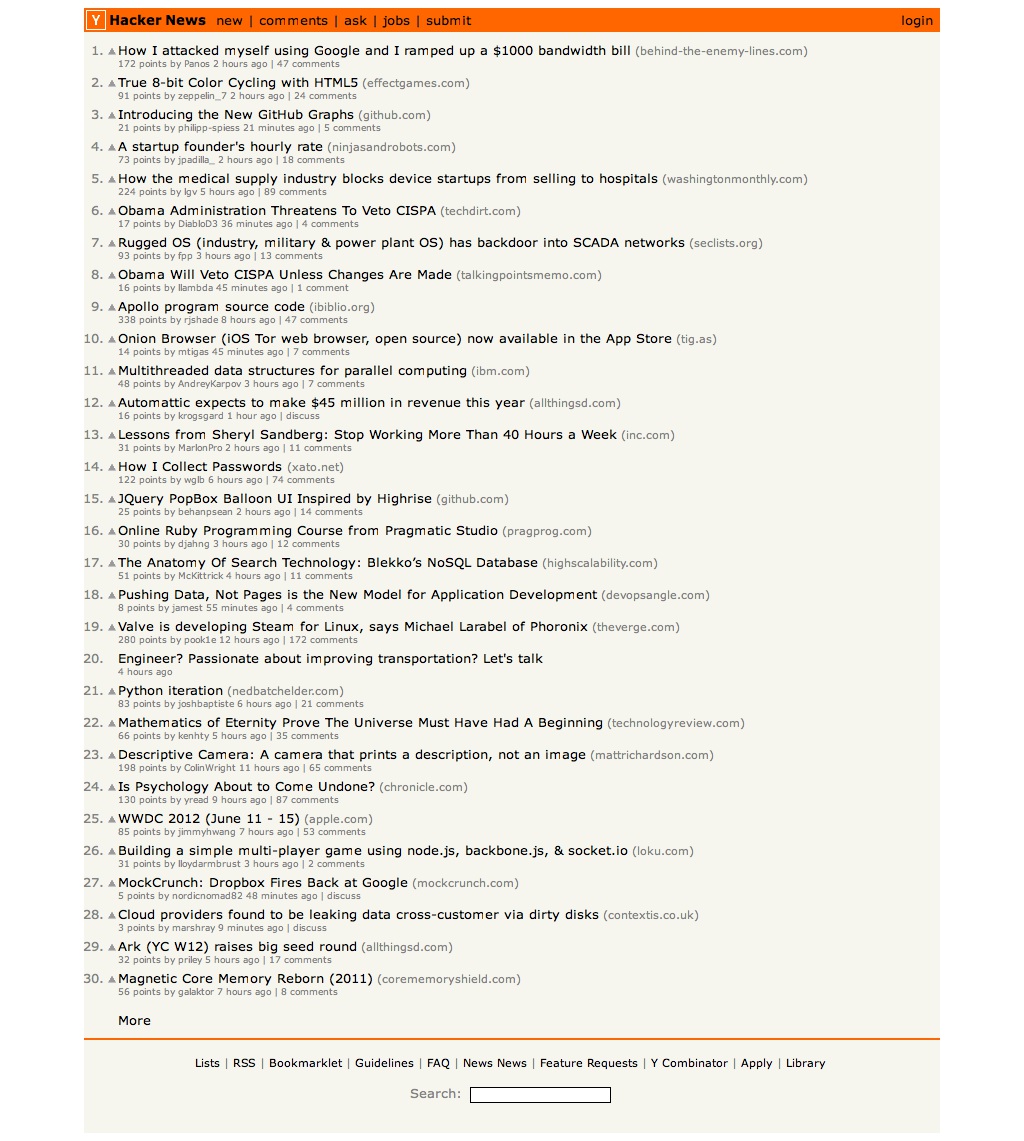 Y Hacker News new | comments | ask | jobs | submit login
1. ▲ How I attacked myself using Google and I ramped up a $1000 bandwidth bill (behind-the-enemy-lines.com)
172 points by Panos 2 hours ago | 47 comments
2. ▲ True 8-bit Color Cycling with HTML5 (effectgames.com)
91 points by zeppelin_7 2 hours ago | 24 comments
3. ▲ Introducing the New GitHub Graphs (github.com)
21 points by philipp-spiess 21 minutes ago | 5 comments
4. ▲ A startup founder's hourly rate (ninjasandrobots.com)
73 points by jpadilla_ 2 hours ago | 18 comments
5. ▲ How the medical supply industry blocks device startups from selling to hospitals (washingtonmonthly.com)
224 points by lgv 5 hours ago | 89 comments
6. ▲ Obama Administration Threatens To Veto CISPA (techdirt.com)
17 points by DiabloD3 36 minutes ago | 4 comments
7. ▲ Rugged OS (industry, military & power plant OS) has backdoor into SCADA networks (seclists.org)
93 points by fpp 3 hours ago | 13 comments
8. ▲ Obama Will Veto CISPA Unless Changes Are Made (talkingpointsmemo.com)
16 points by llambda 45 minutes ago | 1 comment
9. ▲ Apollo program source code (ibiblio.org)
338 points by rjshade 8 hours ago | 47 comments
10. ▲ Onion Browser (iOS Tor web browser, open source) now available in the App Store (tig.as)
14 points by mtigas 45 minutes ago | 7 comments
11. ▲ Multithreaded data structures for parallel computing (ibm.com)
48 points by AndreyKarpov 3 hours ago | 7 comments
12. ▲ Automattic expects to make $45 million in revenue this year (allthingsd.com)
16 points by krogsgard 1 hour ago | discuss
13. ▲ Lessons from Sheryl Sandberg: Stop Working More Than 40 Hours a Week (inc.com)
31 points by MarlonPro 2 hours ago | 11 comments
14. ▲ How I Collect Passwords (xato.net)
122 points by wglb 6 hours ago | 74 comments
15. ▲ JQuery PopBox Balloon UI Inspired by Highrise (github.com)
25 points by behanpsean 2 hours ago | 14 comments
16. ▲ Online Ruby Programming Course from Pragmatic Studio (pragprog.com)
30 points by djahng 3 hours ago | 12 comments
17. ▲ The Anatomy Of Search Technology: Blekko’s NoSQL Database (highscalability.com)
51 points by McKittrick 4 hours ago | 11 comments
18. ▲ Pushing Data, Not Pages is the New Model for Application Development (devopsangle.com)
8 points by jamest 55 minutes ago | 4 comments
19. ▲ Valve is developing Steam for Linux, says Michael Larabel of Phoronix (theverge.com)
280 points by pook1e 12 hours ago | 172 comments
20. Engineer? Passionate about improving transportation? Let's talk
4 hours ago
21. ▲ Python iteration (nedbatchelder.com)
83 points by joshbaptiste 6 hours ago | 21 comments
22. ▲ Mathematics of Eternity Prove The Universe Must Have Had A Beginning (technologyreview.com)
66 points by kenhty 5 hours ago | 35 comments
23. ▲ Descriptive Camera: A camera that prints a description, not an image (mattrichardson.com)
198 points by ColinWright 11 hours ago | 65 comments
24. ▲ Is Psychology About to Come Undone? (chronicle.com)
130 points by yread 9 hours ago | 87 comments
25. ▲ WWDC 2012 (June 11 - 15) (apple.com)
85 points by jimmyhwang 7 hours ago | 53 comments
26. ▲ Building a simple multi-player game using node.js, backbone.js, & socket.io (loku.com)
31 points by lloydarmbrust 3 hours ago | 2 comments
27. ▲ MockCrunch: Dropbox Fires Back at Google (mockcrunch.com)
5 points by nordicnomad82 48 minutes ago | discuss
28. ▲ Cloud providers found to be leaking data cross-customer via dirty disks (contextis.co.uk)
3 points by marshray 9 minutes ago | discuss
29. ▲ Ark (YC W12) raises big seed round (allthingsd.com)
32 points by priley 5 hours ago | 17 comments
30. ▲ Magnetic Core Memory Reborn (2011) (corememoryshield.com)
56 points by galaktor 7 hours ago | 8 comments
More
Lists | RSS | Bookmarklet | Guidelines | FAQ | News News | Feature Requests | Y Combinator | Apply | Library
Search: